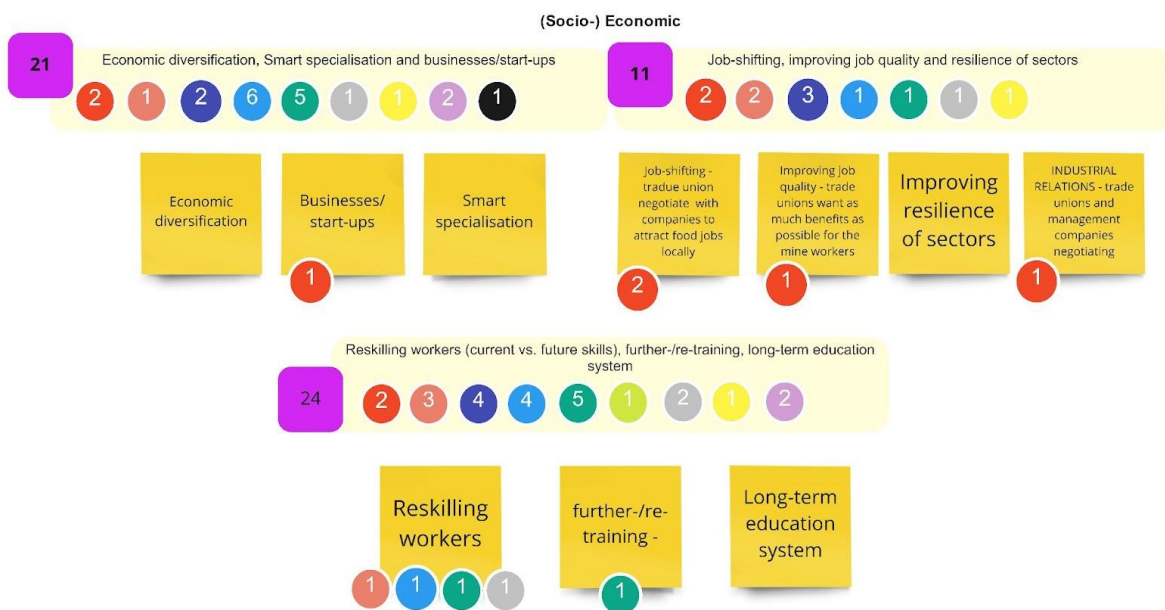 (Socio-) Economic
21
Economic diversification, Smart specialisation and businesses/start-ups
2 1 2 6 5 1 1 2 1
11
Job-shifting, improving job quality and resilience of sectors
2 2 3 1 1 1 1
Economic
diversification
Businesses/
start-ups
1
Smart
specialisation
Job-shifting -
tradue union
negotiate with
companies to
attract food jobs
locally
2
Improving job
quality - trade
unions want as
much benefits as
possible for the
mine workers
1
Improving
resilience
of sectors
INDUSTRIAL
RELATIONS - trade
unions and
management
companies
negotiating
1
Reskilling workers (current vs. future skills), further-/re-training, long-term education
system
24
2 3 4 4 5 1 2 1 2
Reskilling
workers
1 1 1 1
further-/re-
training -
1
Long-term
education
system